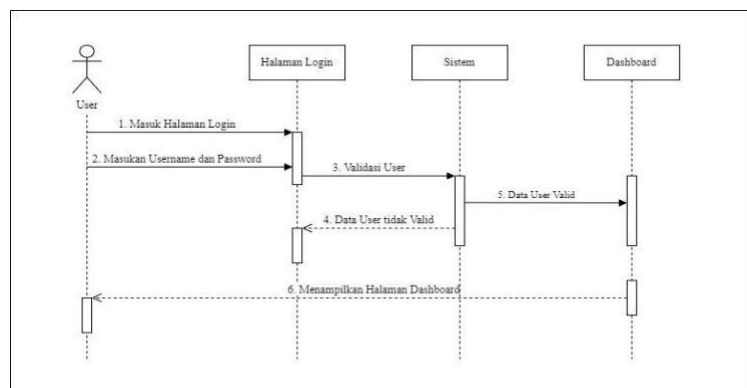 Halaman Login
Sistem
Dashboard
User
1. Masuk Halaman Login
2. Masukan Username dan Password
3. Validasi User
5. Data User Valid
4. Data User tidak Valid
6. Menampilkan Halaman Dashboard